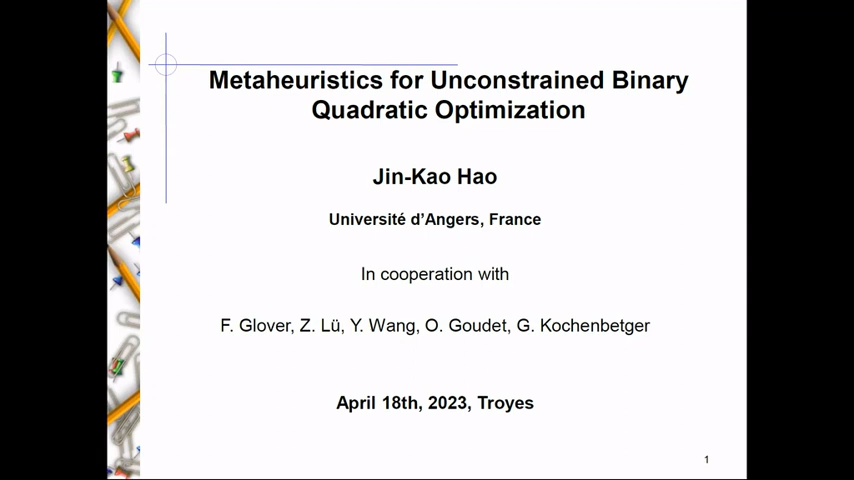 Metaheuristics for Unconstrained Binary
Quadratic Optimization
Jin-Kao Hao
Université d'Angers, France
In cooperation with
F. Glover, Z. Lü, Y. Wang, O. Goudet, G. Kochenbetger
April 18th, 2023, Troyes
1